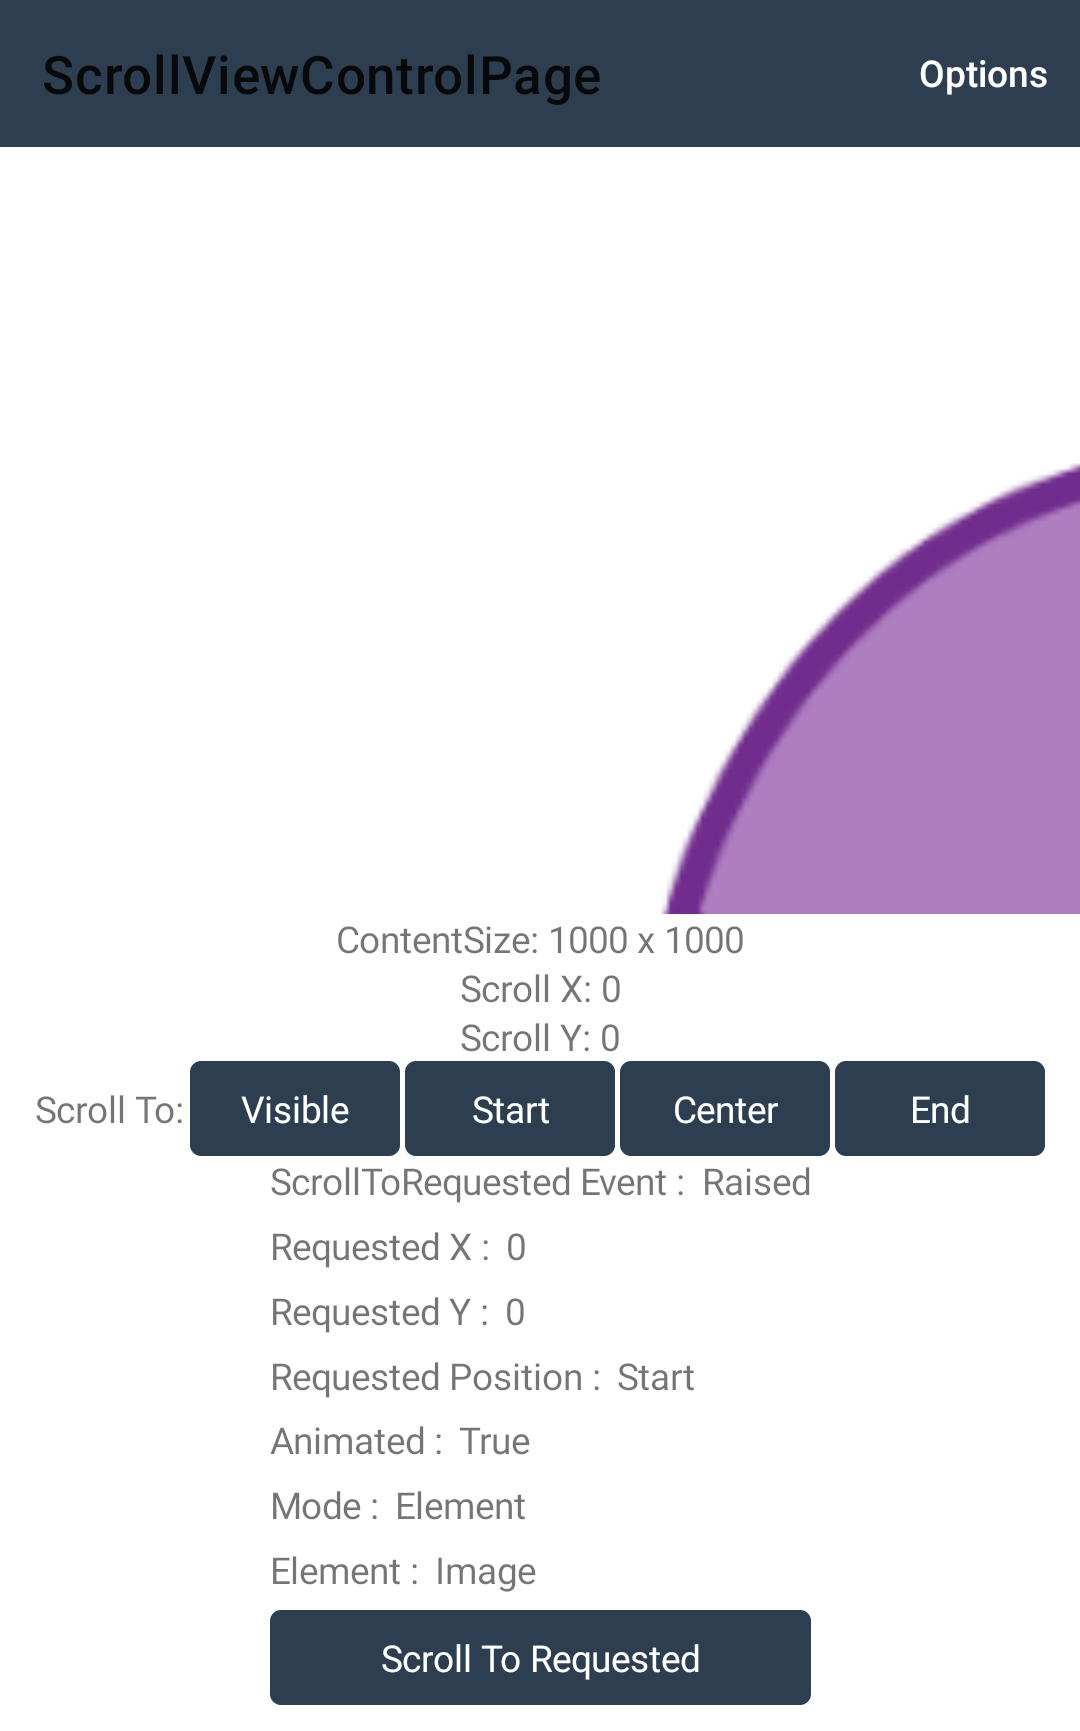 ScrollViewControlPage
Options
ContentSize: 1000 x 1000
Scroll X: 0
Scroll Y: 0
Scroll To: Visible Start Center End
ScrollToRequested Event : Raised
Requested X : 0
Requested Y : 0
Requested Position : Start
Animated : True
Mode : Element
Element : Image
Scroll To Requested